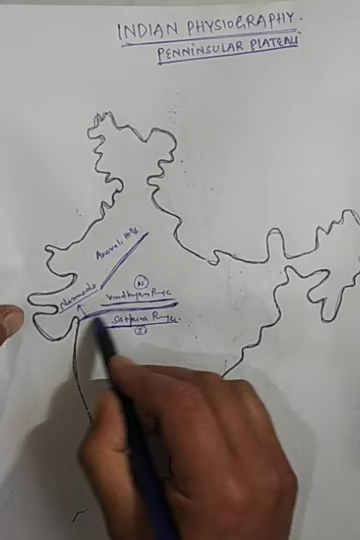 INDIAN PHYSIOGRAPHY.
PENNINSULAR PLATEAU
Aravali Hills
Narmada
N
Vindhyan Range
Satpura Range